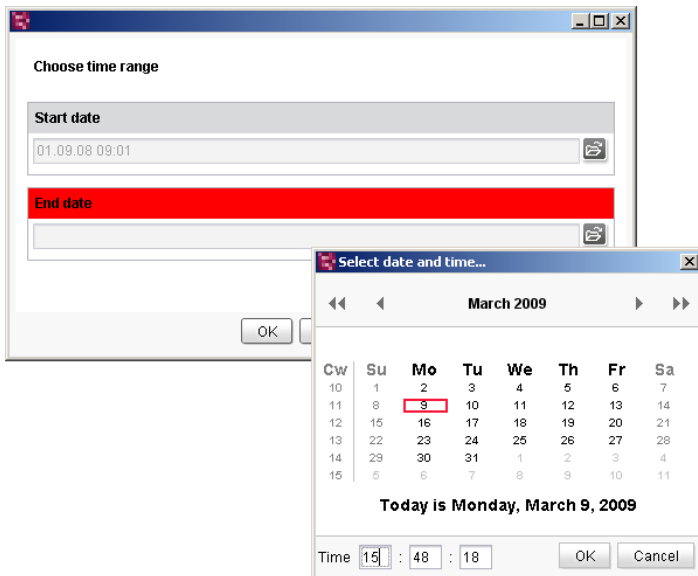 Choose time range
Start date
01.09.08 09:01
End date
OK
Select date and time...
March 2009
Cw Su Mo Tu We Th Fr Sa
10 1 2 3 4 5 6 7
11 8 9 10 11 12 13 14
12 15 16 17 18 19 20 21
13 22 23 24 25 26 27 28
14 29 30 31 1 2 3 4
15 5 6 7 8 9 10 11
Today is Monday, March 9, 2009
Time 15 : 48 : 18 OK Cancel